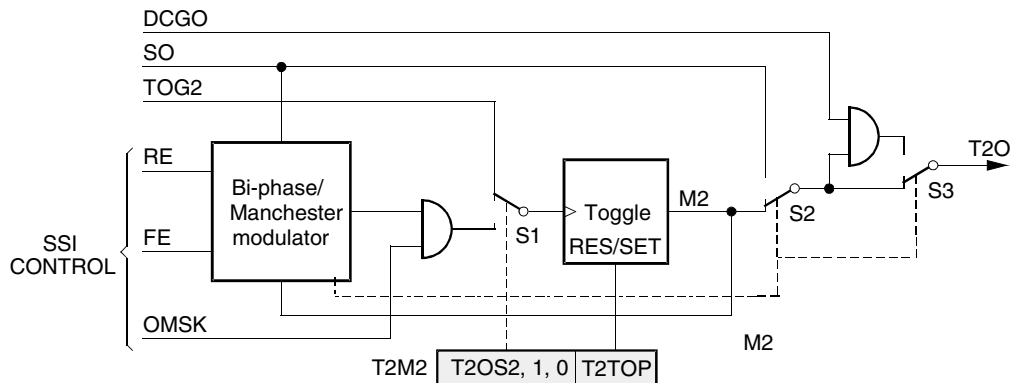 DCGO
SO
TOG2
RE
Bi-phase/
Manchester
modulator
FE
SSI
CONTROL
OMSK
S1
Toggle
RES/SET
M2
S2
S3
T2O
M2
T2M2
T2OS2, 1, 0
T2TOP